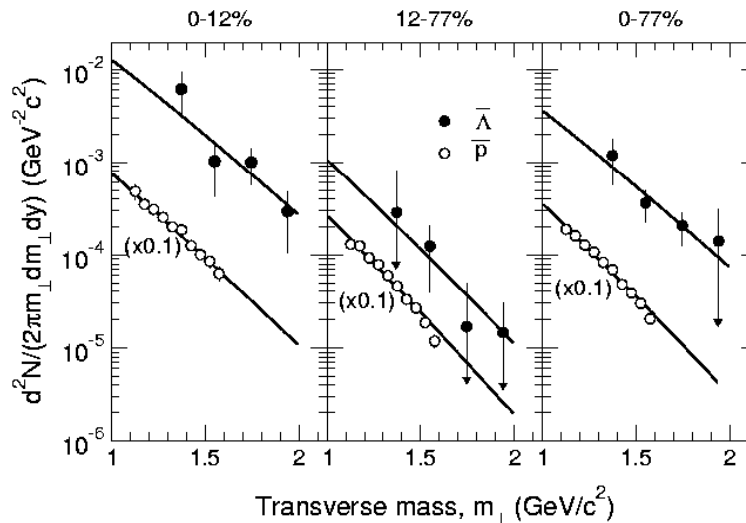 0-12% 12-77% 0-77%
d²N/(2πm⊥dm⊥dy) (GeV⁻²c²)
10⁻²
10⁻³
10⁻⁴
10⁻⁵
10⁻⁶
Λ̅
p̅
(x0.1) (x0.1) (x0.1)
1 1.5 2 1 1.5 2 1 1.5 2
Transverse mass, m⊥ (GeV/c²)